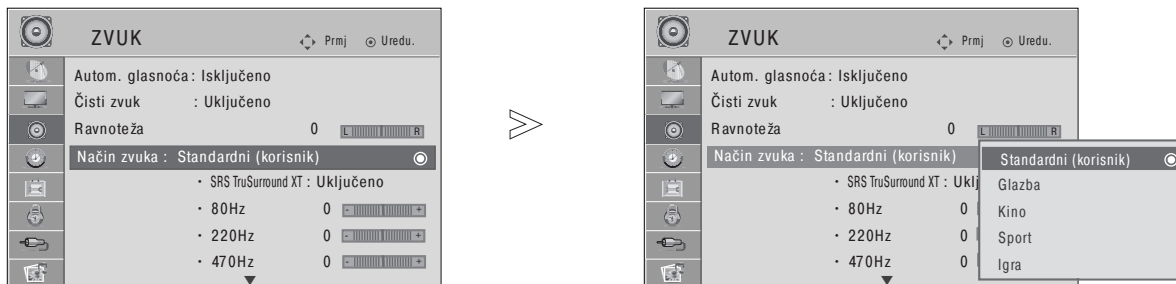 ZVUK
Prmj Uredu.
Autom. glasnoća : Isključeno
Čisti zvuk : Uključeno
Ravnoteža 0 L R
Način zvuka : Standardni (korisnik)
• SRS TruSurround XT : Uključeno
• 80Hz 0 - +
• 220Hz 0 - +
• 470Hz 0 - +
>
ZVUK
Prmj Uredu.
Autom. glasnoća : Isključeno
Čisti zvuk : Uključeno
Ravnoteža 0 L R
Način zvuka : Standardni (korisnik)
• SRS TruSurround XT : Uklj
• 80Hz 0
• 220Hz 0
• 470Hz 0
Standardni (korisnik)
Glazba
Kino
Sport
Igra